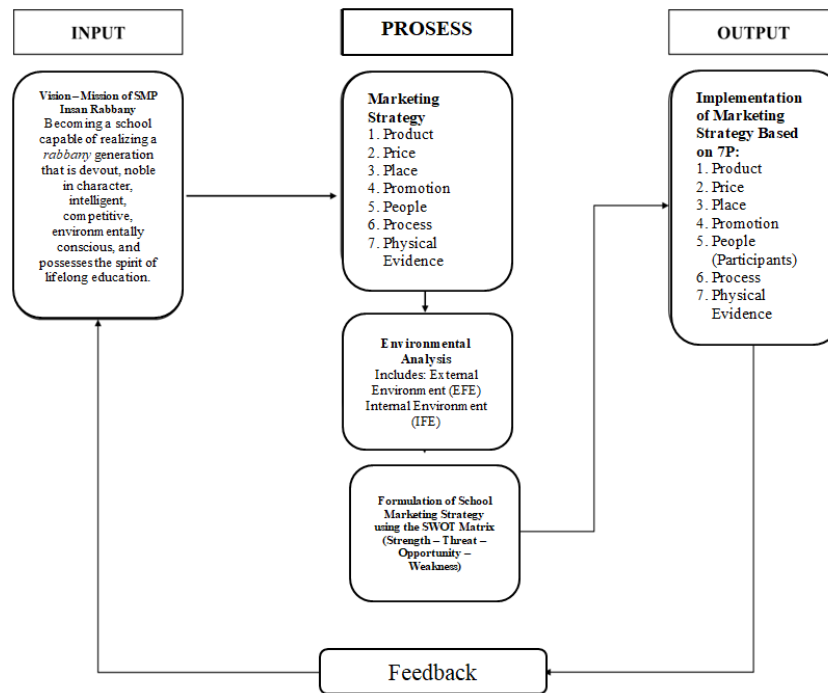 INPUT
Vision – Mission of SMP
Insan Rabbany
Becoming a school
capable of realizing a
rabbany generation
that is devout, noble
in character,
intelligent,
competitive,
environmentally
conscious, and
possesses the spirit of
lifelong education.
PROSESS
Marketing
Strategy
1. Product
2. Price
3. Place
4. Promotion
5. People
6. Process
7. Physical
Evidence
Environmental
Analysis
Includes: External
Environment (EFE)
Internal Environment
(IFE)
Formulation of School
Marketing Strategy
using the SWOT Matrix
(Strength – Threat –
Opportunity –
Weakness)
OUTPUT
Implementation
of Marketing
Strategy Based
on 7P:
1. Product
2. Price
3. Place
4. Promotion
5. People
(Participants)
6. Process
7. Physical
Evidence
Feedback